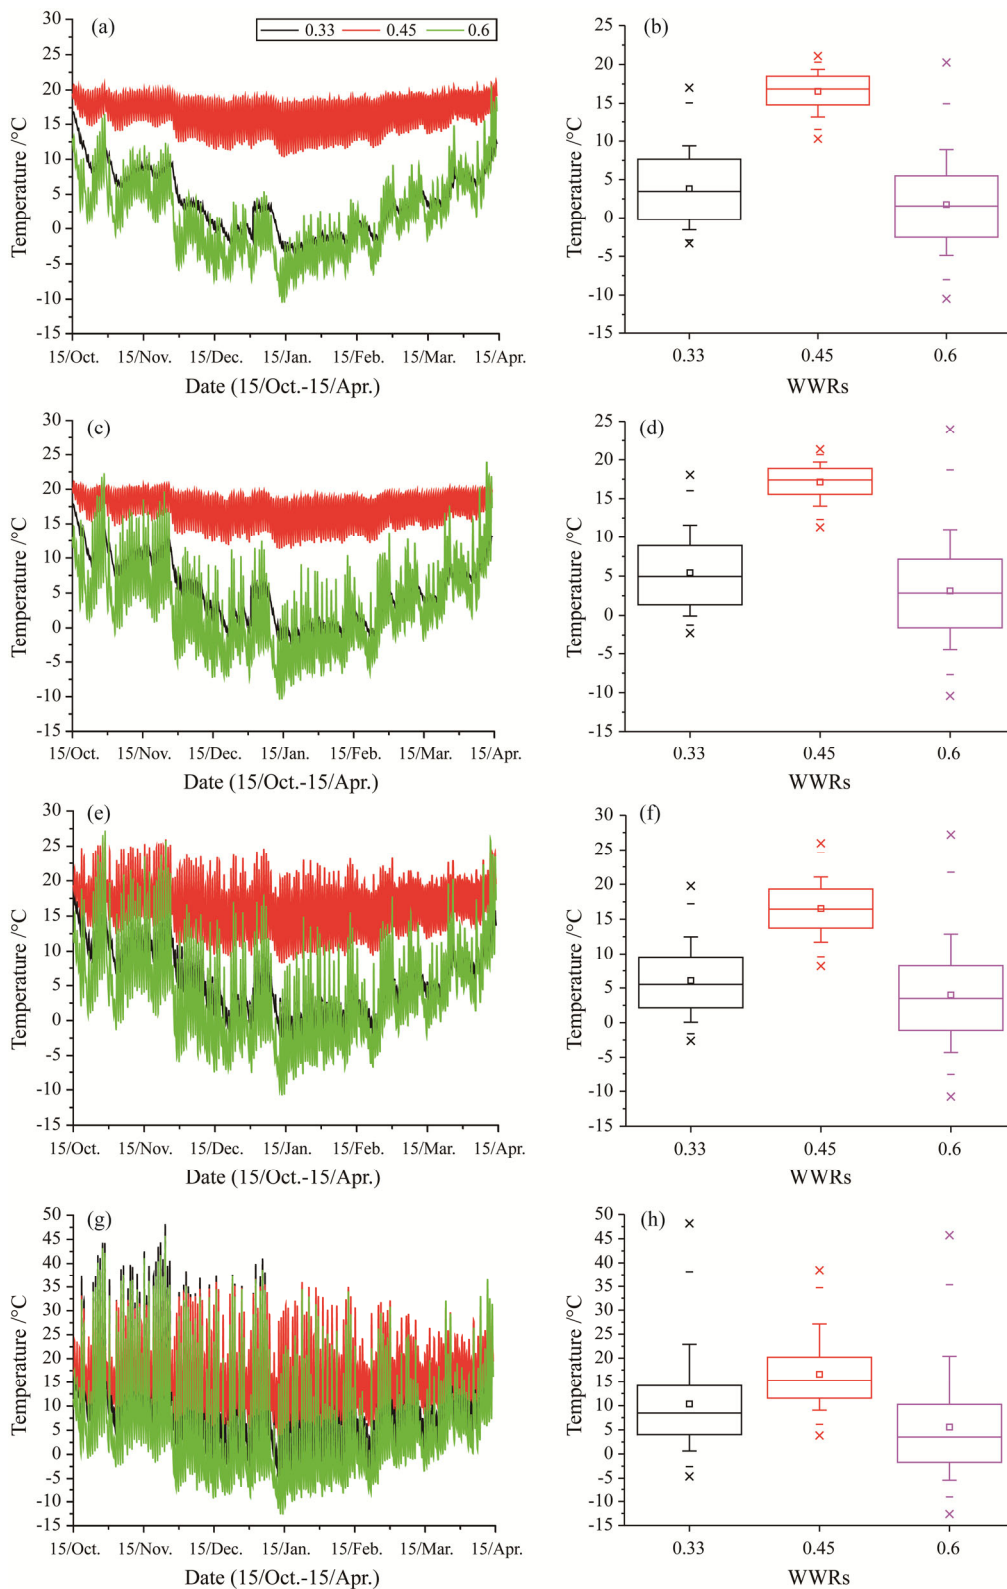 (a)
0.33 0.45 0.6
30
25
20
15
10
5
0
-5
-10
-15
Temperature /°C
15/Oct. 15/Nov. 15/Dec. 15/Jan. 15/Feb. 15/Mar. 15/Apr.
Date (15/Oct.-15/Apr.)
(b)
25
20
15
10
5
0
-5
-10
-15
Temperature /°C
0.33 0.45 0.6
WWRs
(c)
30
25
20
15
10
5
0
-5
-10
-15
Temperature /°C
15/Oct. 15/Nov. 15/Dec. 15/Jan. 15/Feb. 15/Mar. 15/Apr.
Date (15/Oct.-15/Apr.)
(d)
25
20
15
10
5
0
-5
-10
-15
Temperature /°C
0.33 0.45 0.6
WWRs
(e)
30
25
20
15
10
5
0
-5
-10
-15
Temperature /°C
15/Oct. 15/Nov. 15/Dec. 15/Jan. 15/Feb. 15/Mar. 15/Apr.
Date (15/Oct.-15/Apr.)
(f)
30
25
20
15
10
5
0
-5
-10
-15
Temperature /°C
0.33 0.45 0.6
WWRs
(g)
50
45
40
35
30
25
20
15
10
5
0
-5
-10
-15
Temperature /°C
15/Oct. 15/Nov. 15/Dec. 15/Jan. 15/Feb. 15/Mar. 15/Apr.
Date (15/Oct.-15/Apr.)
(h)
50
45
40
35
30
25
20
15
10
5
0
-5
-10
-15
Temperature /°C
0.33 0.45 0.6
WWRs